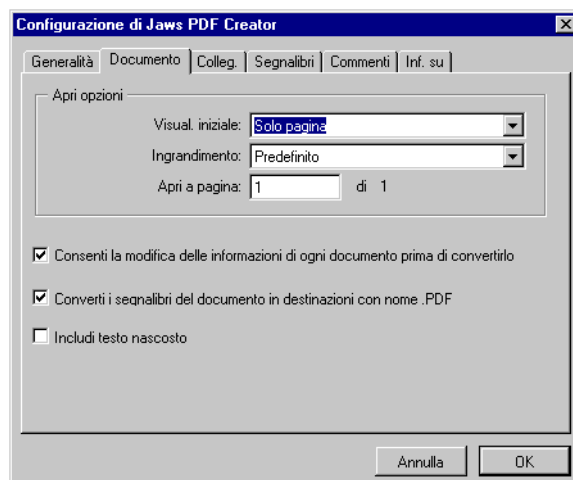 Configurazione di Jaws PDF Creator
Generalità Documento Colleg. Segnalibri Commenti Inf. su
Apri opzioni
Visual. iniziale: Solo pagina
Ingrandimento: Predefinito
Apri a pagina: 1 di 1
Consenti la modifica delle informazioni di ogni documento prima di convertirlo
Converti i segnalibri del documento in destinazioni con nome .PDF
Includi testo nascosto
Annulla OK